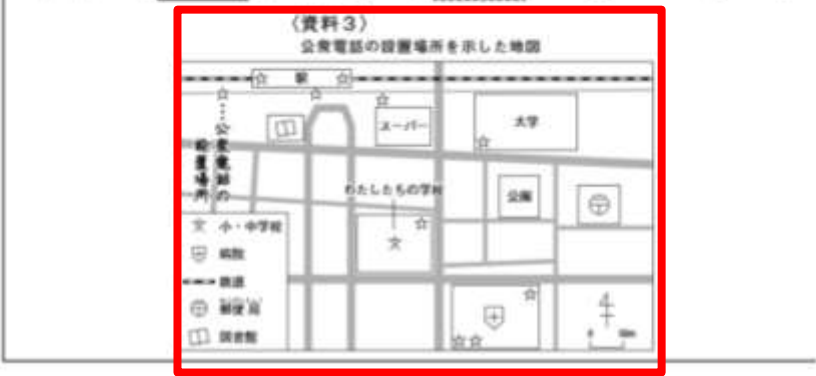 〈資料3〉
公衆電話の設置場所を示した地図
駅
スーパー
大学
…公衆電話の
設置場所
わたしたちの学校
公園
文 小・中学校
病院
鉄道
郵便局
図書館
文
0